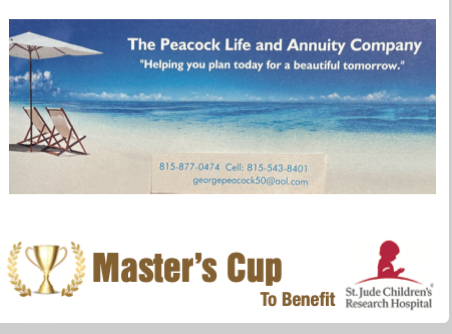 The Peacock Life and Annuity Company
"Helping you plan today for a beautiful tomorrow."
815-877-0474 Cell: 815-543-8401
georgepeacock50@aol.com
Master's Cup
To Benefit
St. Jude Children's®
Research Hospital